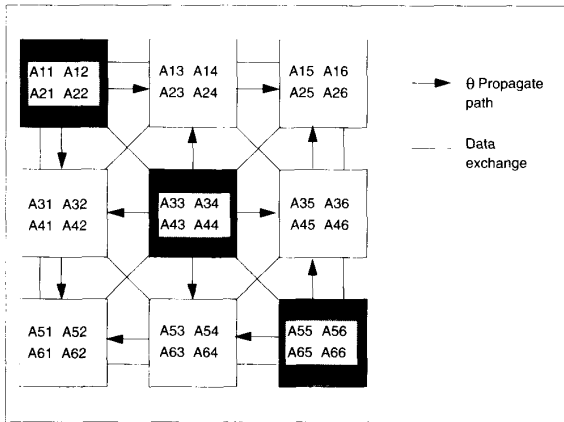 A11 A12
A21 A22
A13 A14
A23 A24
A15 A16
A25 A26
θ Propagate
path
Data
exchange
A31 A32
A41 A42
A33 A34
A43 A44
A35 A36
A45 A46
A51 A52
A61 A62
A53 A54
A63 A64
A55 A56
A65 A66